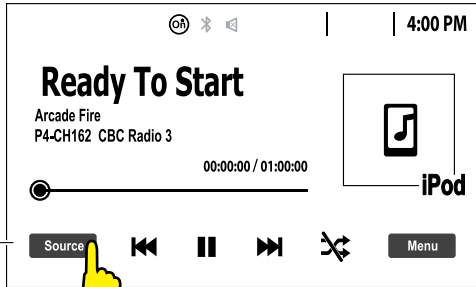 On
4:00 PM
Ready To Start
Arcade Fire
P4-CH162 CBC Radio 3
00:00:00 / 01:00:00
iPod
Source
Menu